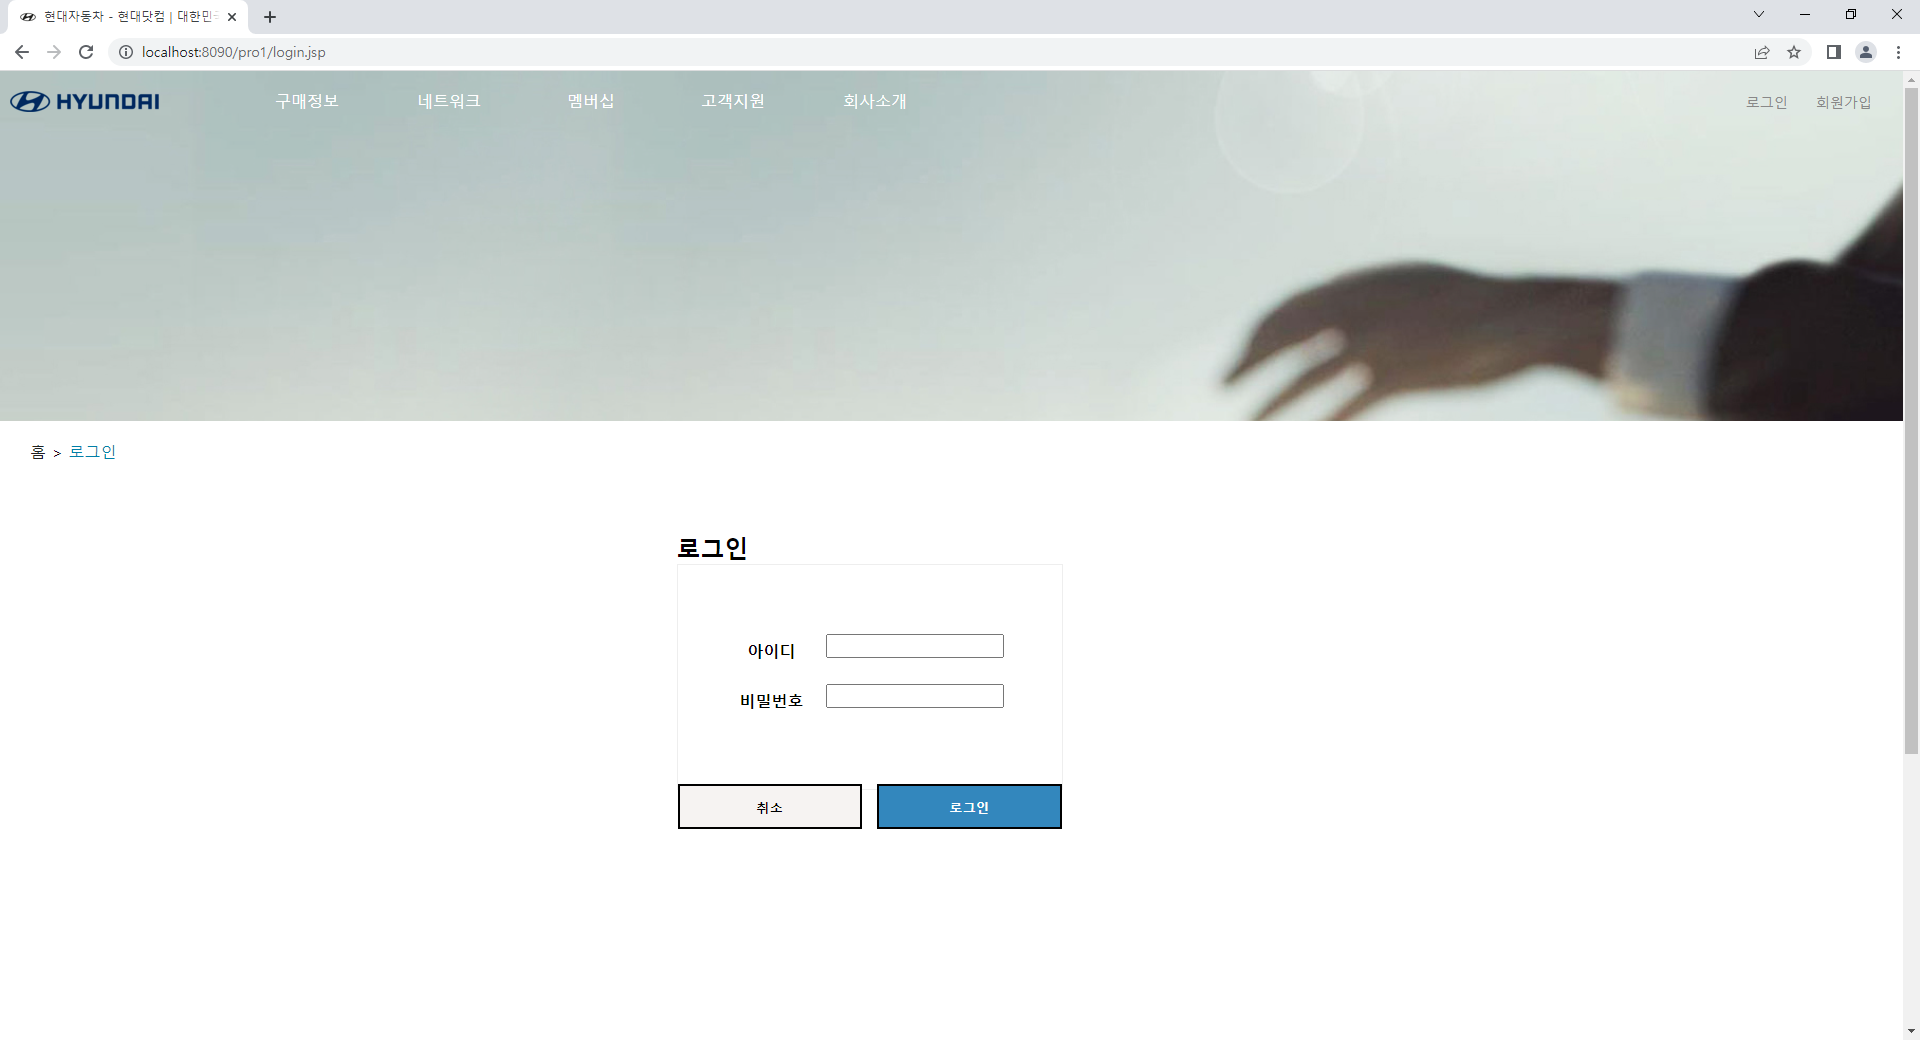 현대자동차 - 현대닷컴 | 대한민
localhost:8090/pro1/login.jsp
HYUNDAI
구매정보
네트워크
멤버십
고객지원
회사소개
로그인
회원가입
홈 > 로그인
로그인
아이디
비밀번호
취소
로그인